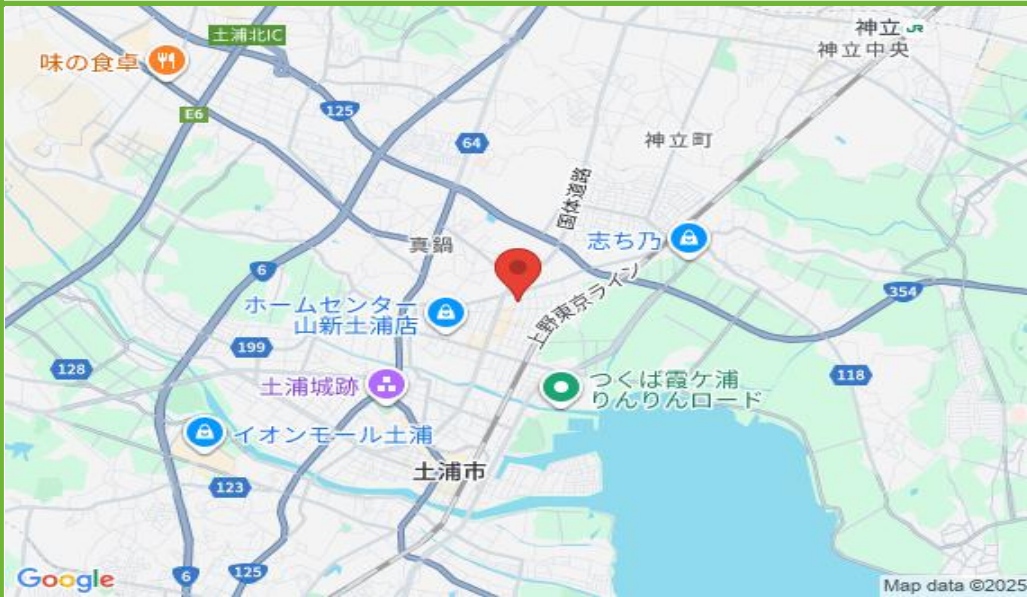 土浦北IC
神立 JR
神立中央
味の食卓
E6
125
64
神立町
国体道路
真鍋
志ち乃
6
354
ホームセンター
山新土浦店
上野東京ライン
199
128
118
土浦城跡
つくば霞ケ浦
りんりんロード
イオンモール土浦
土浦市
123
Google
6
125
Map data ©2025